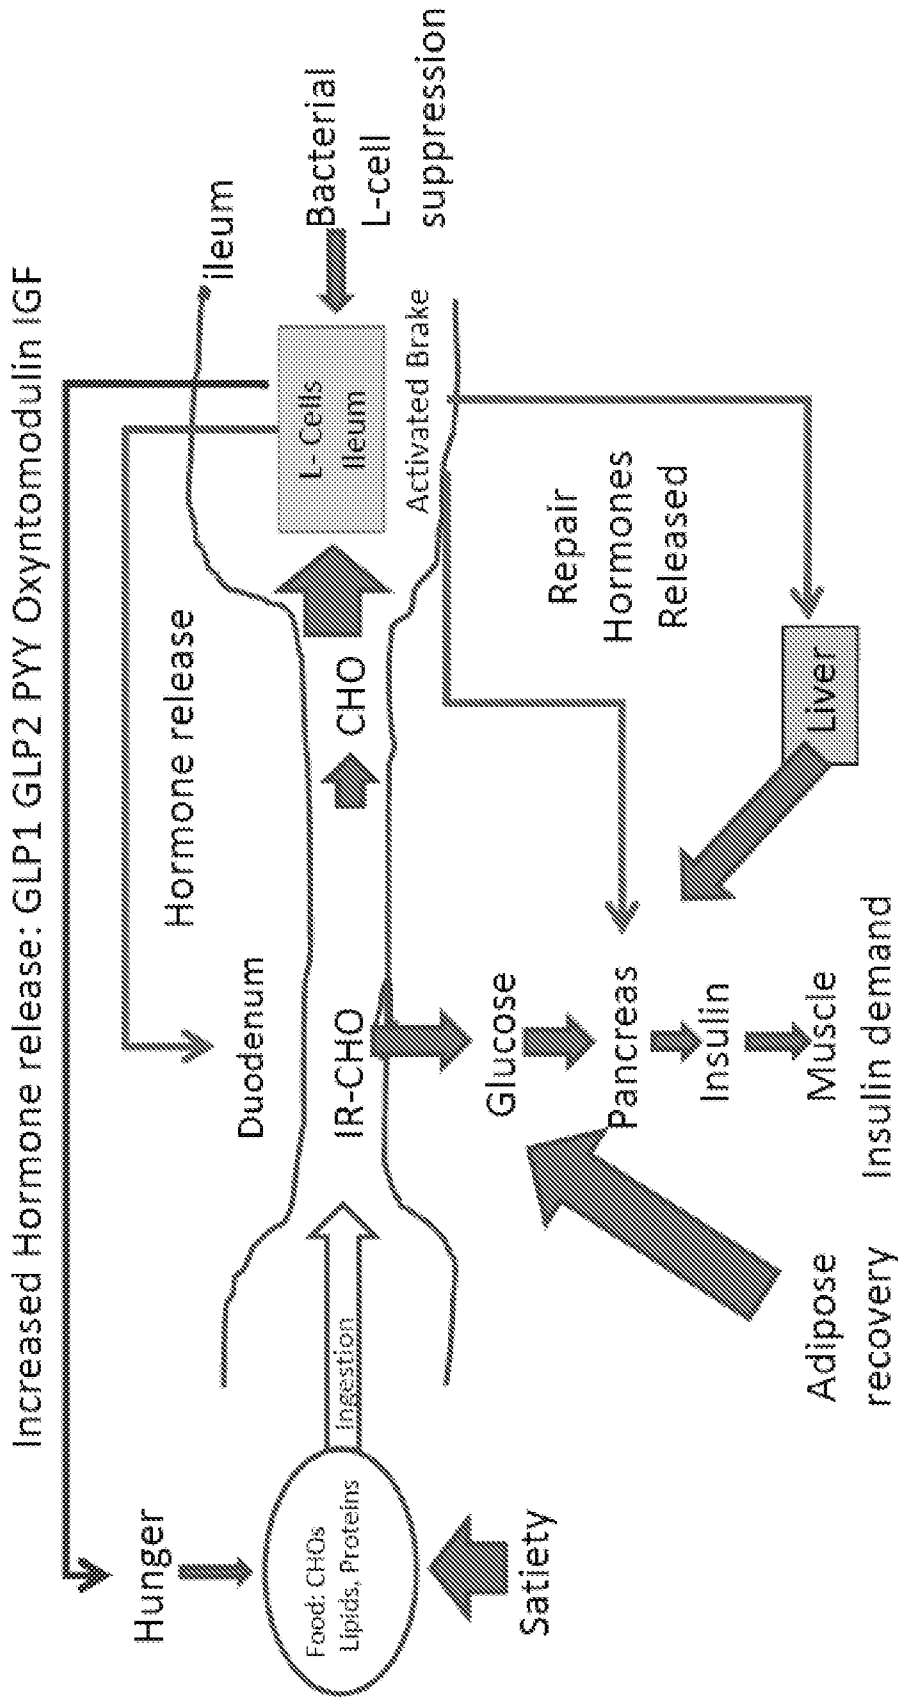 Increased Hormone release: GLP1 GLP2 PYY Oxyntomodulin IGF
Hunger
Hormone release
ileum
Duodenum
Food: CHOs
Lipids, Proteins
Ingestion
IR-CHO
CHO
L- Cells
Ileum
Bacterial
L-cell
suppression
Activated Brake
Satiety
Glucose
Repair
Hormones
Released
Pancreas
Insulin
Liver
Adipose
recovery
Muscle
Insulin demand